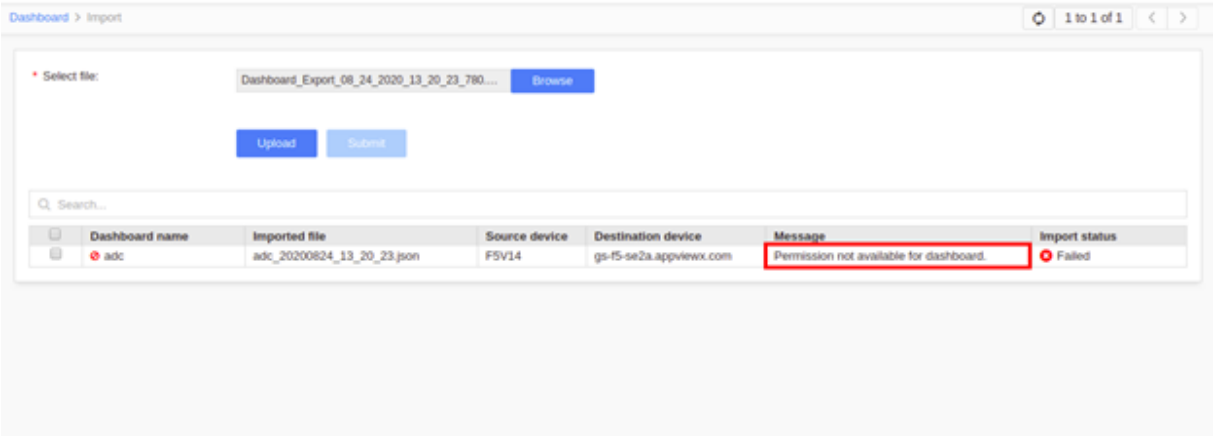 Dashboard > Import
1 to 1 of 1 < >
* Select file:
Dashboard_Export_08_24_2020_13_20_23_780....
Browse
Upload
Submit
Search...
Dashboard name Imported file Source device Destination device Message Import status
adc adc_20200824_13_20_23.json F5V14 gs-f5-se2a.appviewx.com Permission not available for dashboard. Failed